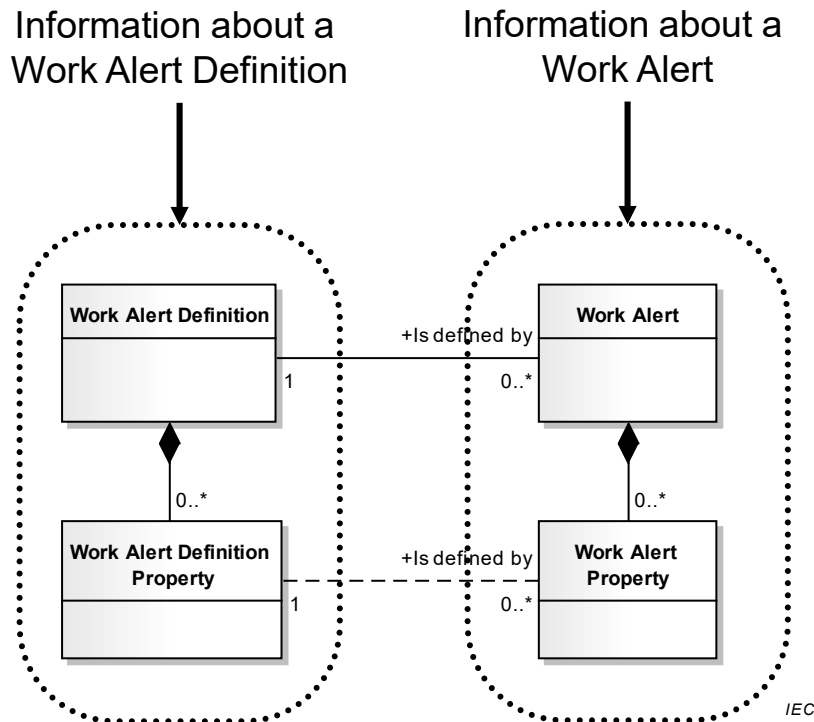 Information about a
Work Alert Definition
Information about a
Work Alert
Work Alert Definition
Work Alert
+Is defined by
1
0..*
0..*
0..*
Work Alert Definition
Property
Work Alert
Property
+Is defined by
1
0..*
IEC